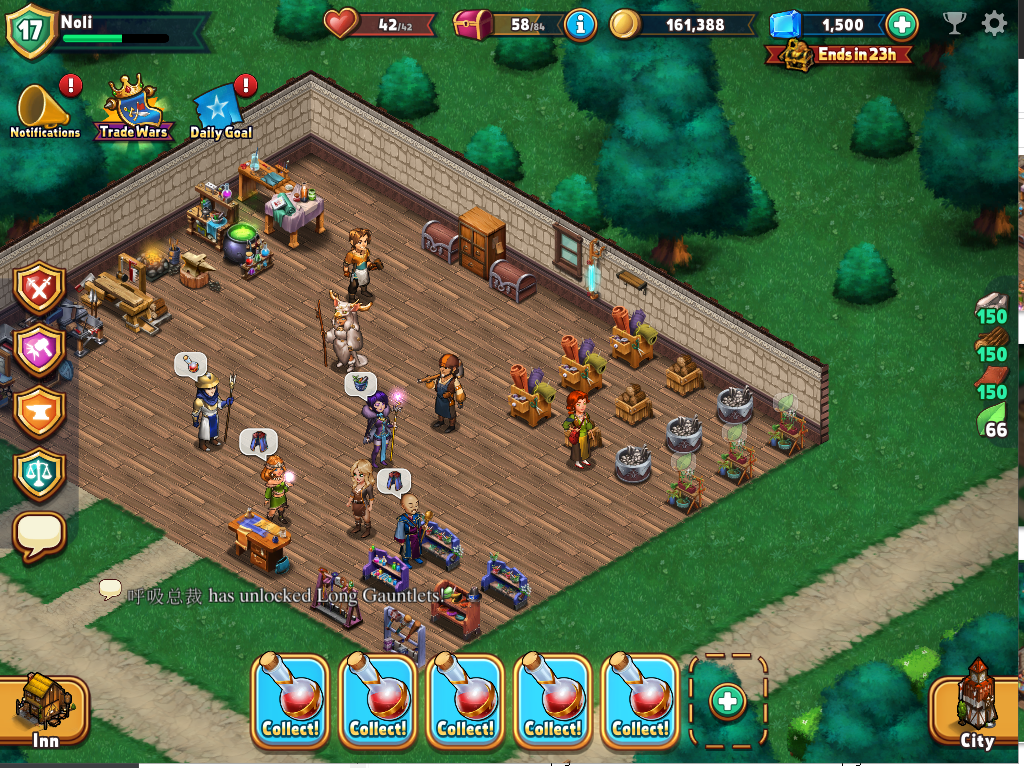 17
Noli
42/42
58/84
i
161,388
1,500
Ends in 23h
!
!
Notifications
Trade Wars
Daily Goal
150
150
150
66
呼吸总裁 has unlocked Long Gauntlets!
Collect!
Collect!
Collect!
Collect!
Collect!
Inn
City